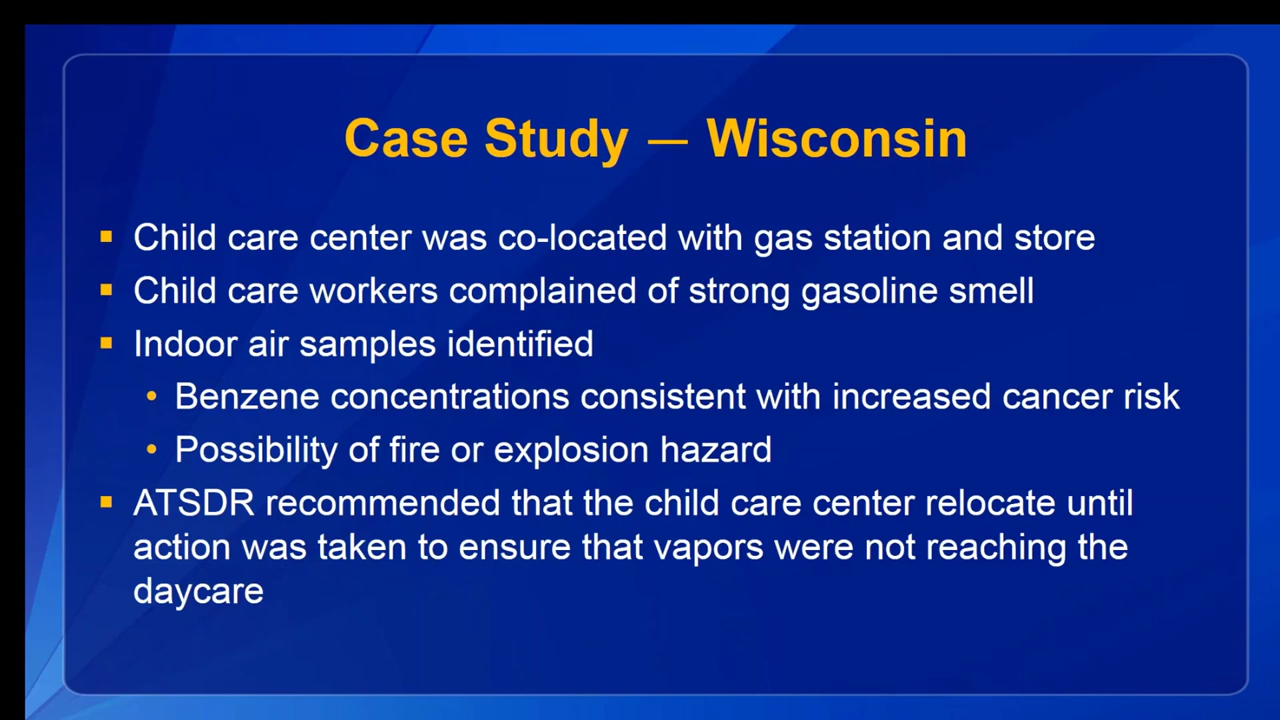 Case Study — Wisconsin
▪ Child care center was co-located with gas station and store
▪ Child care workers complained of strong gasoline smell
▪ Indoor air samples identified
• Benzene concentrations consistent with increased cancer risk
• Possibility of fire or explosion hazard
▪ ATSDR recommended that the child care center relocate until
action was taken to ensure that vapors were not reaching the
daycare